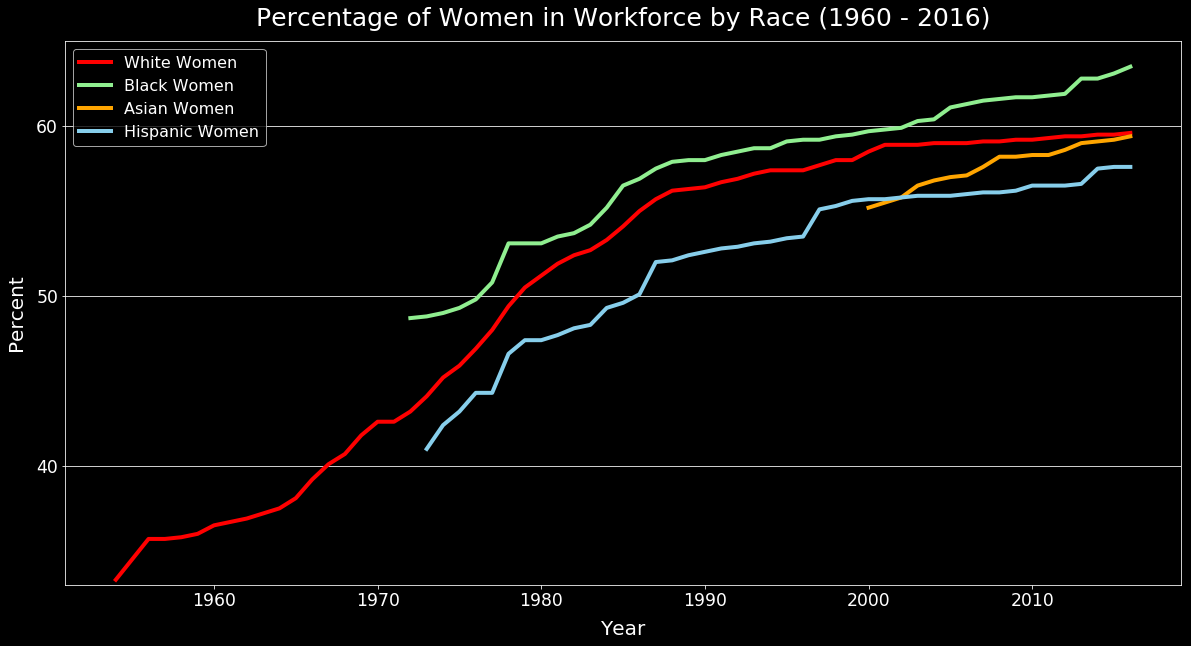 Percentage of Women in Workforce by Race (1960 - 2016)
White Women
Black Women
Asian Women
Hispanic Women
60
50
40
Percent
1960 1970 1980 1990 2000 2010
Year